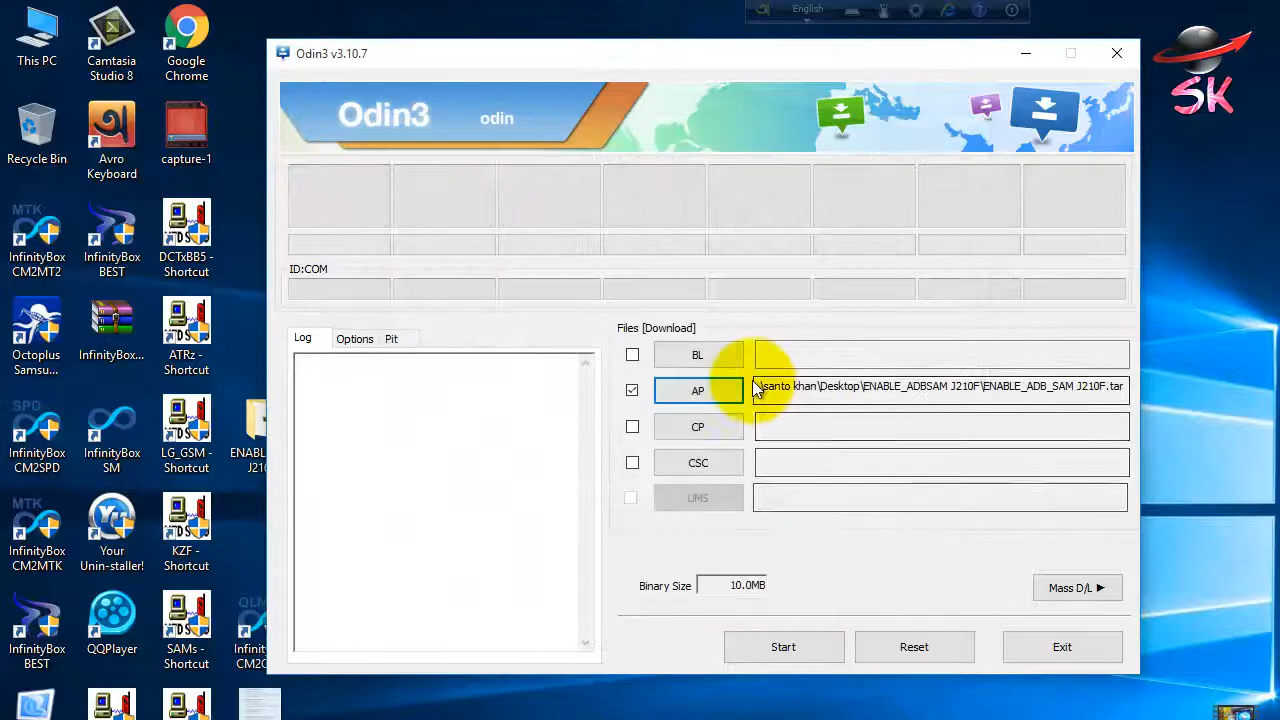 English
This PC
Camtasia
Studio 8
Google
Chrome
Recycle Bin
Avro
Keyboard
capture-1
MTK
InfinityBox
CM2MT2
InfinityBox
BEST
DCTxBB5 -
Shortcut
Octoplus
Samsu...
InfinityBox...
ATRz -
Shortcut
SPD
InfinityBox
CM2SPD
InfinityBox
SM
LG_GSM -
Shortcut
MTK
InfinityBox
CM2MTK
Your
Unin-staller!
KZF -
Shortcut
InfinityBox
BEST
QQPlayer
SAMs -
Shortcut
SK
Odin3 v3.10.7
Odin3
odin
ID:COM
Log
Options
Pit
Files [Download]
BL
AP
\santo khan\Desktop\ENABLE_ADBSAM J210F\ENABLE_ADB_SAM J210F.tar
CP
CSC
UMS
Binary Size
10.0MB
Mass D/L ▶
Start
Reset
Exit